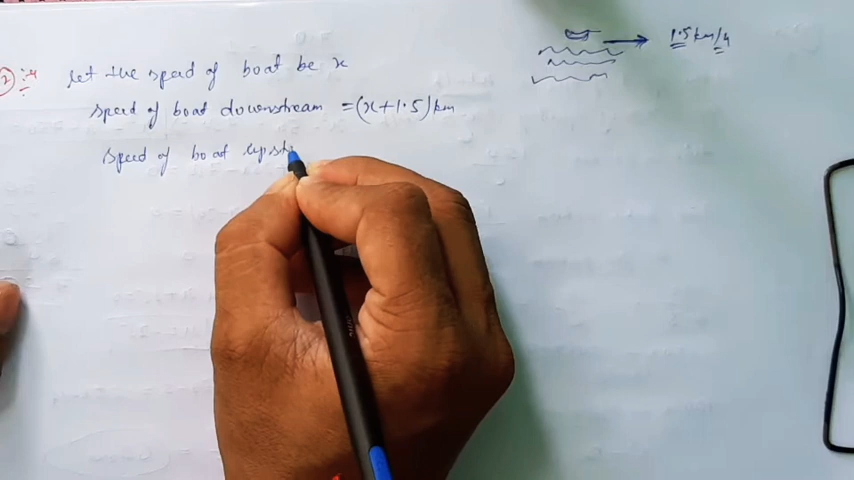 2)
let the speed of boat be x
speed of boat downstream = (x+1.5) km
speed of boat upst
1.5 km/h